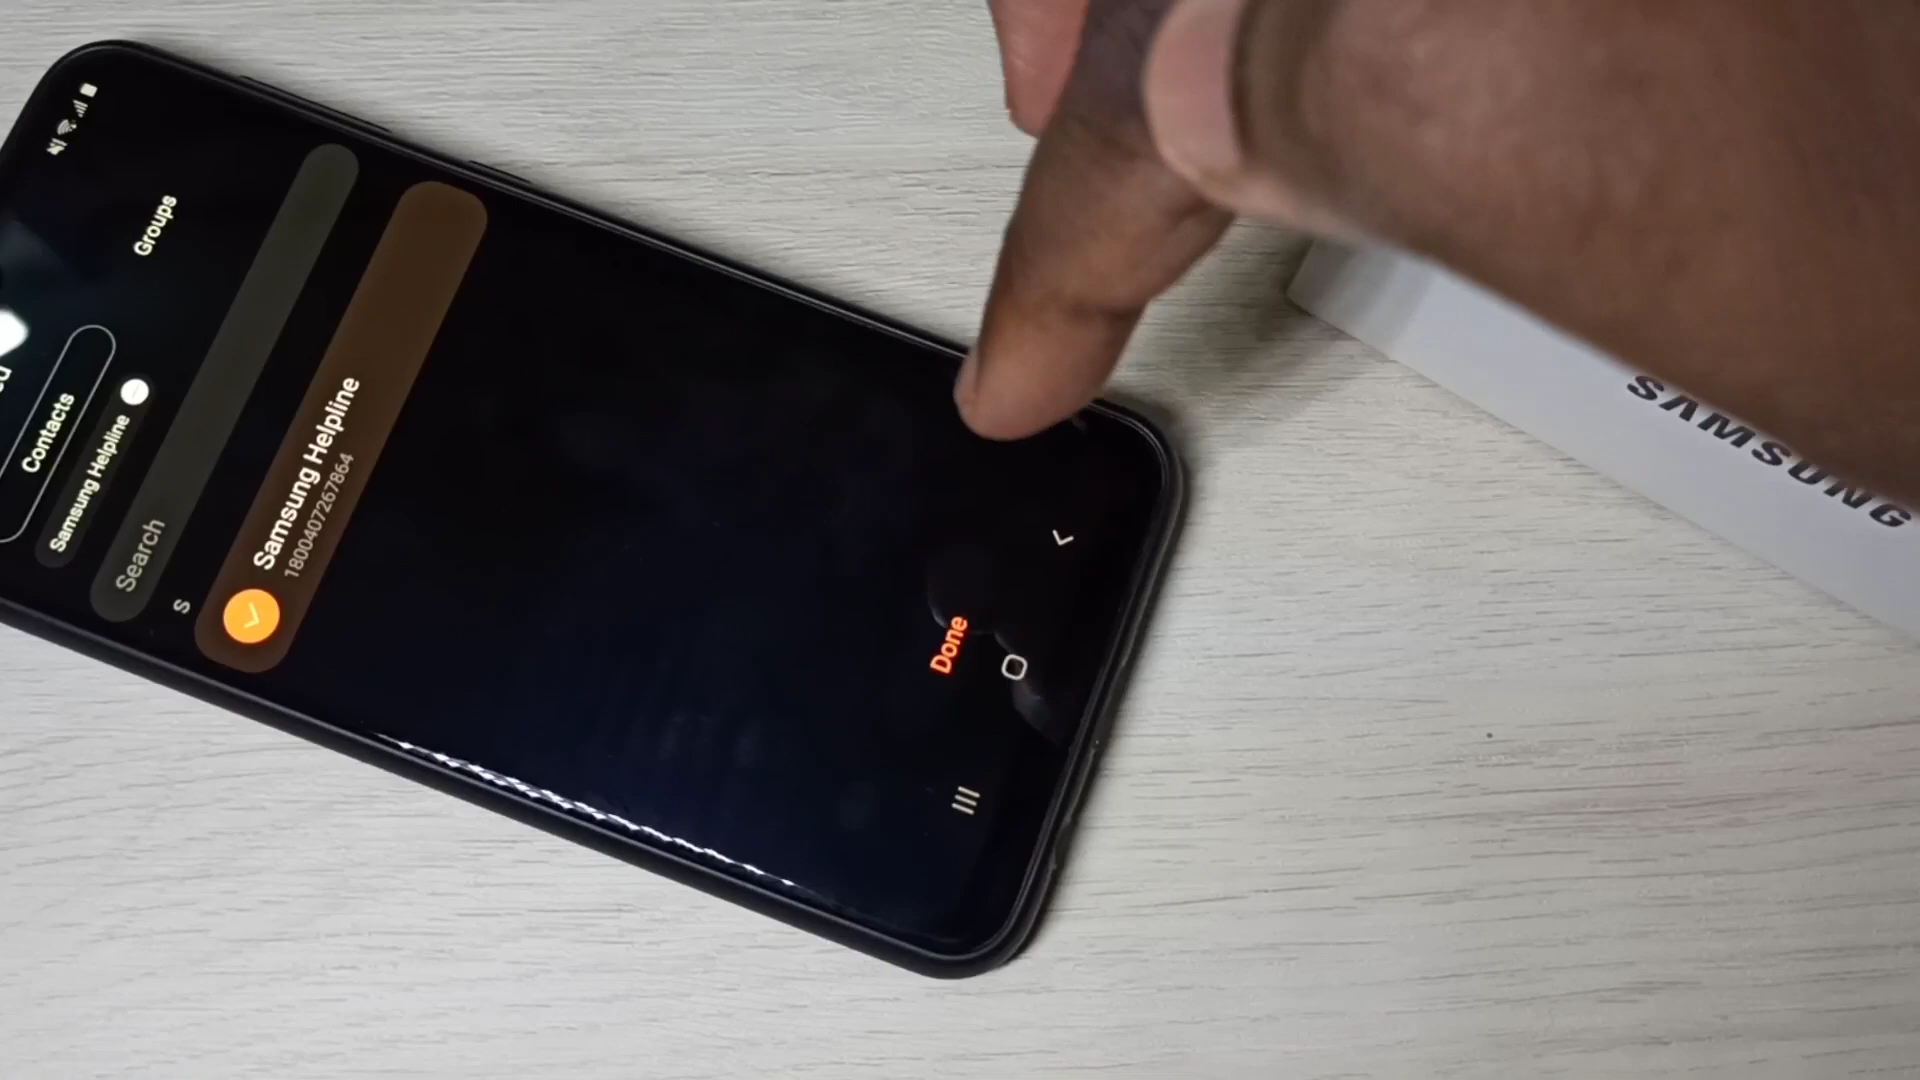 Contacts
Groups
Samsung Helpline
Search
S
Samsung Helpline
1800407267864
Done
SAMSUNG